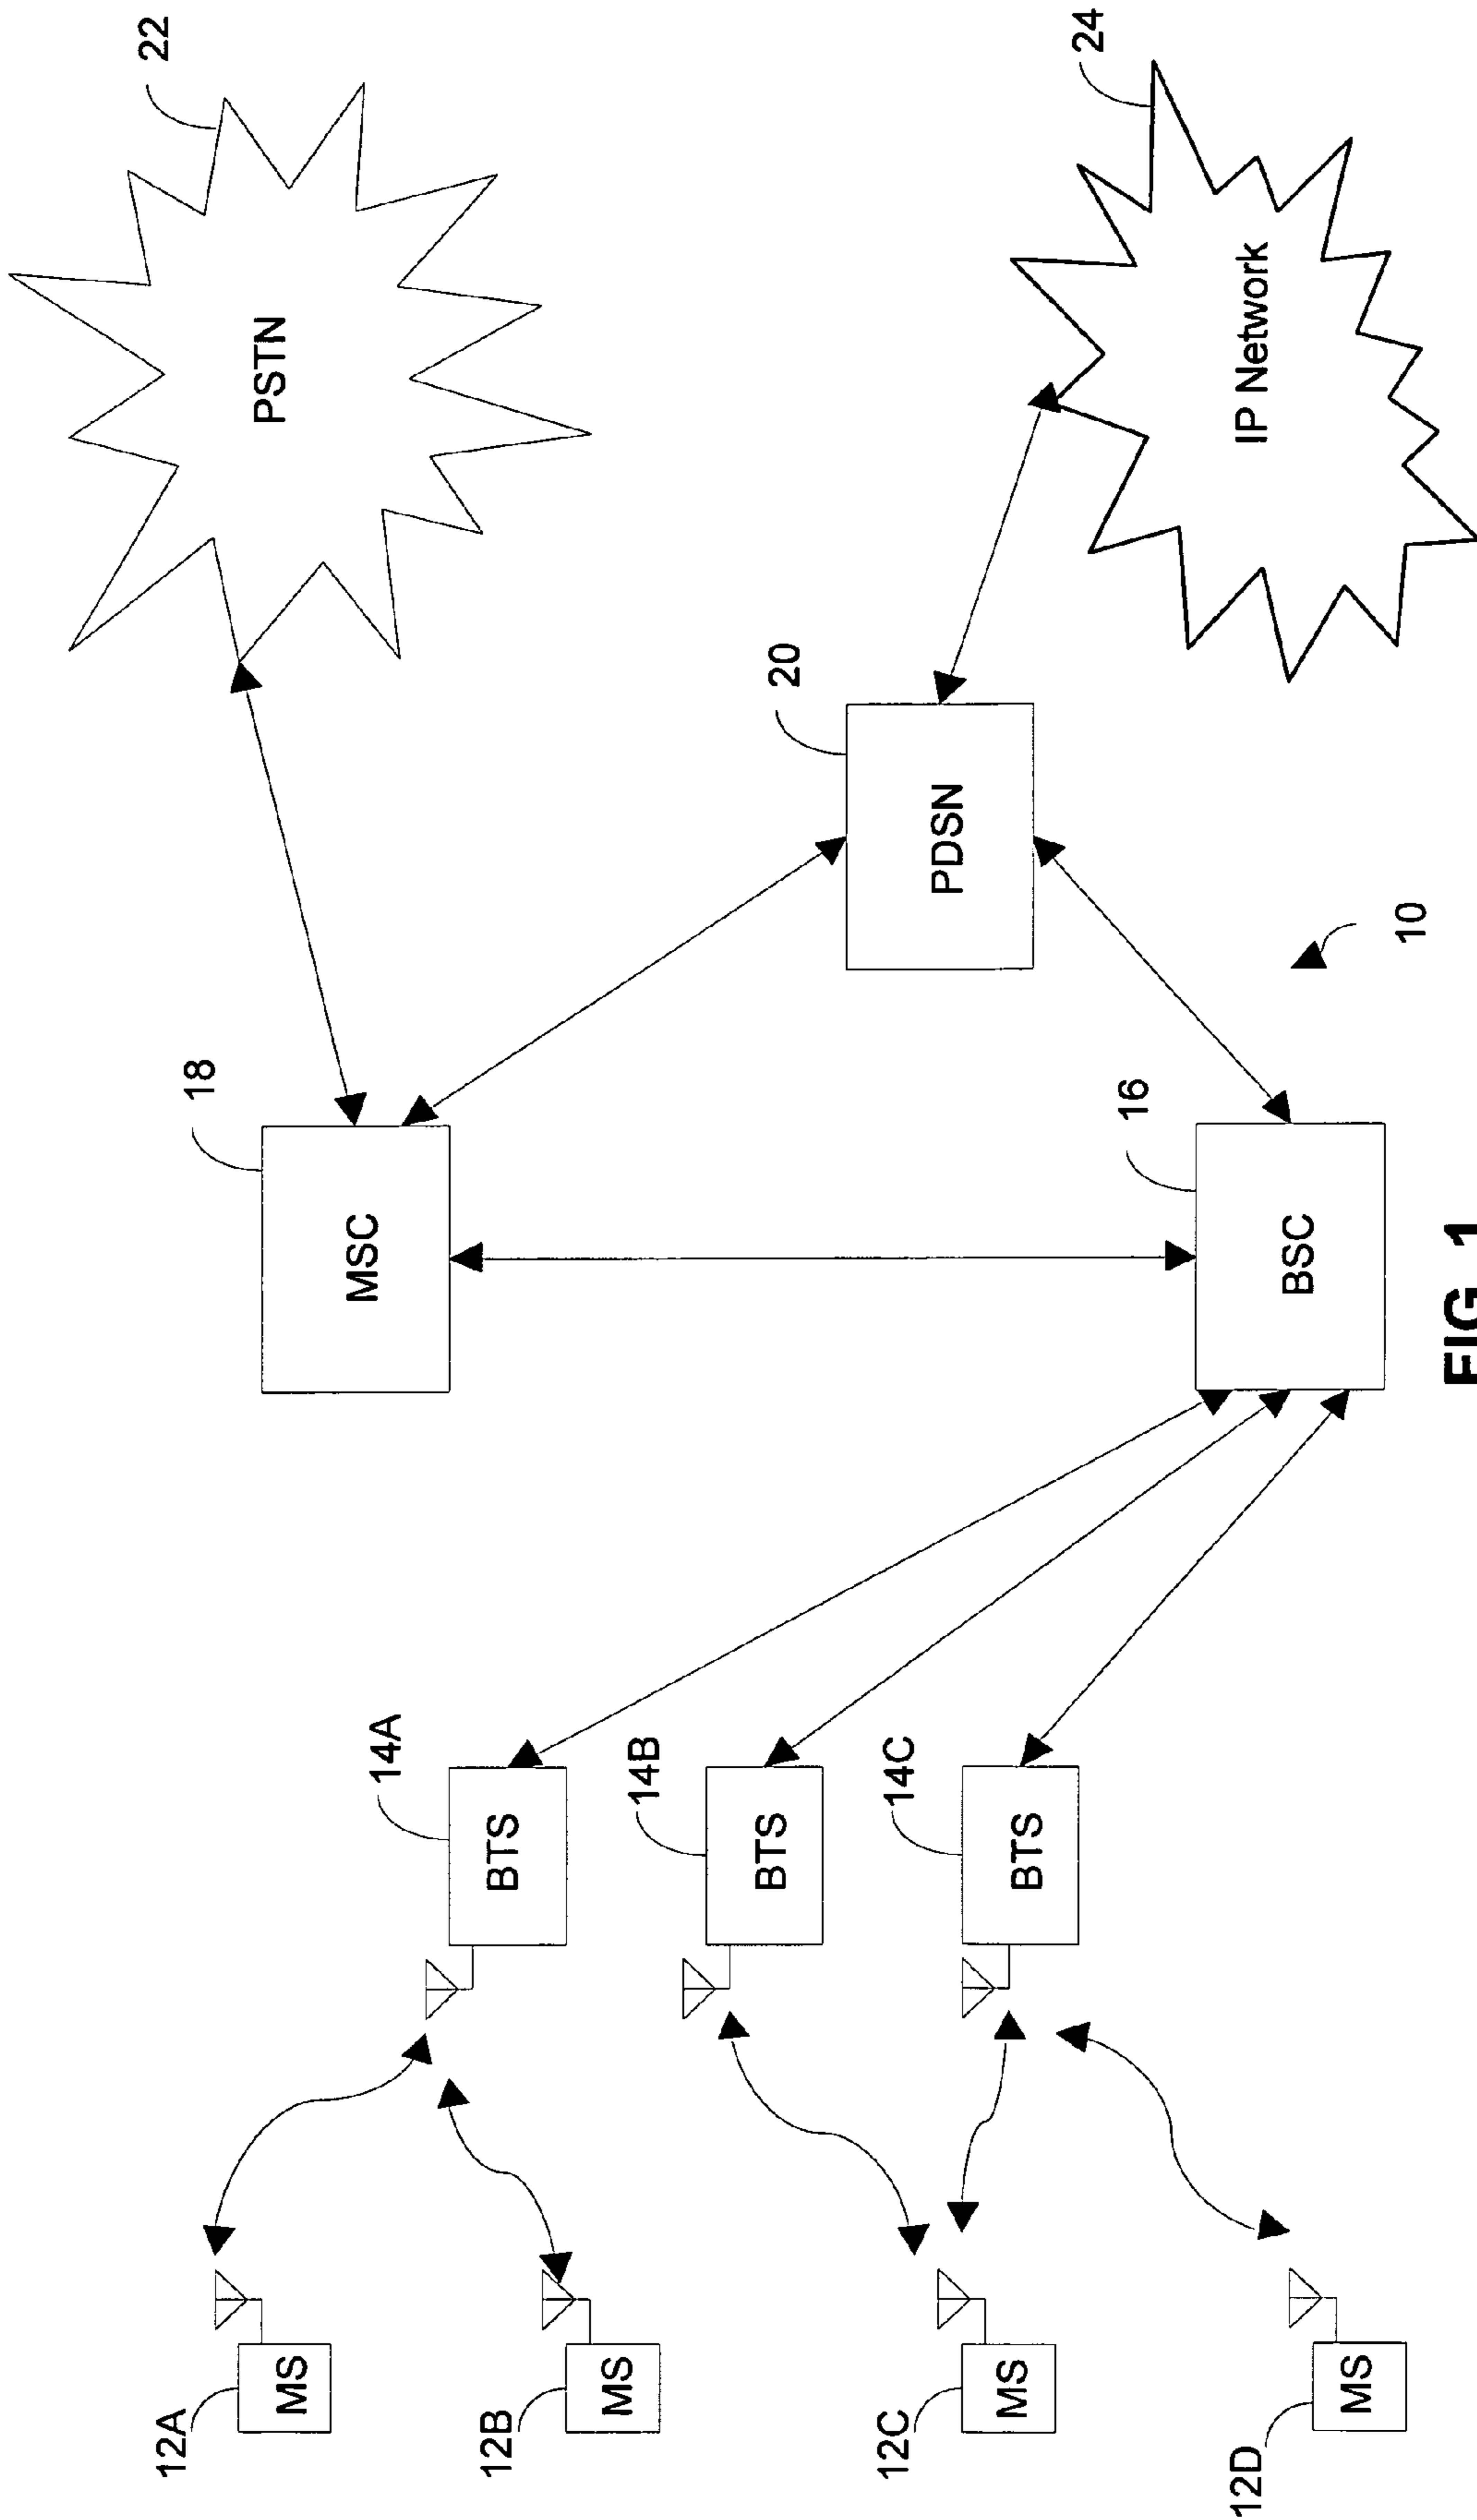 22
PSTN
24
IP Network
20
PDSN
18
MSC
10
16
BSC
14A
BTS
14B
BTS
14C
BTS
12A
MS
12B
MS
12C
MS
12D
MS
FIG 1